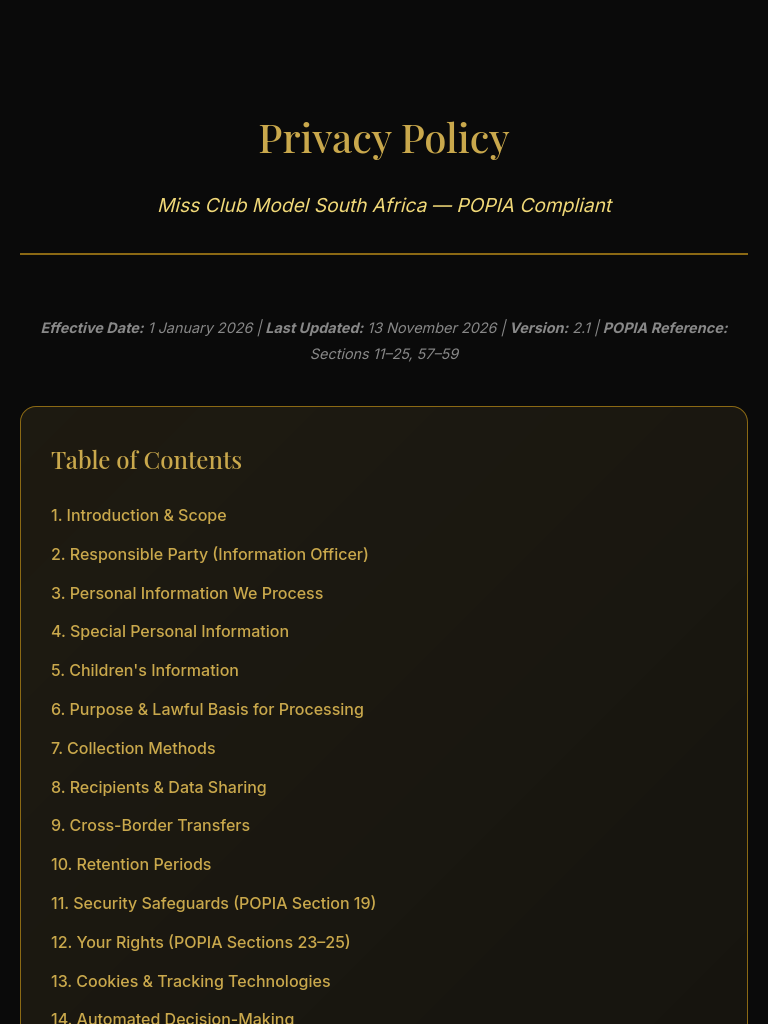 Privacy Policy
Miss Club Model South Africa — POPIA Compliant
Effective Date: 1 January 2026 | Last Updated: 13 November 2026 | Version: 2.1 | POPIA Reference:
Sections 11–25, 57–59
Table of Contents
1. Introduction & Scope
2. Responsible Party (Information Officer)
3. Personal Information We Process
4. Special Personal Information
5. Children's Information
6. Purpose & Lawful Basis for Processing
7. Collection Methods
8. Recipients & Data Sharing
9. Cross-Border Transfers
10. Retention Periods
11. Security Safeguards (POPIA Section 19)
12. Your Rights (POPIA Sections 23–25)
13. Cookies & Tracking Technologies
14. Automated Decision-Making